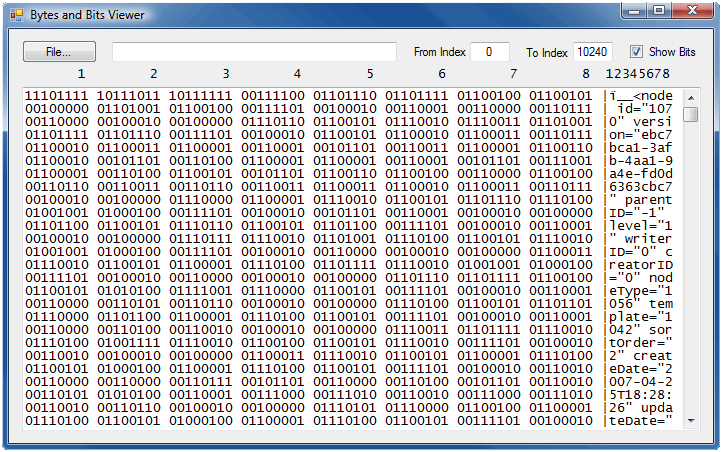 Bytes and Bits Viewer
File... From Index 0 To Index 10240 Show Bits
1 2 3 4 5 6 7 8 12345678
11101111 10111011 10111111 00111100 01101110 01101111 01100100 01100101 |ï__<node
00100000 01101001 01100100 00111101 00100010 00110001 00110000 00110111 | id="107
00110000 00100010 00100000 01110110 01100101 01110010 01110011 01101001 |0" versi
01101111 01101110 00111101 00100010 01100101 01100010 01100011 00110111 |on="ebc7
01100010 01100011 01100001 00110001 00101101 00110011 01100001 01100110 |bca1-3af
01100010 00101101 00110100 01100001 01100001 00110001 00101101 00111001 |b-4aa1-9
01100001 00110100 01100101 00101101 01100110 01100100 00110000 01100100 |a4e-fd0d
00110110 00110011 00110110 00110011 01100011 01100010 01100011 00110111 |6363cbc7
00100010 00100000 01110000 01100001 01110010 01100101 01101110 01110100 |" parent
01001001 01000100 00111101 00100010 00101101 00110001 00100010 00100000 |ID="-1"
01101100 01100101 01110110 01100101 01101100 00111101 00100010 00110001 |level="1
00100010 00100000 01110111 01110010 01101001 01110100 01100101 01110010 |" writer
01001001 01000100 00111101 00100010 00110000 00100010 00100000 01100011 |ID="0" c
01110010 01100101 01100001 01110100 01101111 01110010 01001001 01000100 |reatorID
00111101 00100010 00110000 00100010 00100000 01101110 01101111 01100100 |="0" nod
01100101 01010100 01111001 01110000 01100101 00111101 00100010 00110001 |eType="1
00110000 00110101 00110110 00100010 00100000 01110100 01100101 01101101 |056" tem
01110000 01101100 01100001 01110100 01100101 00111101 00100010 00110001 |plate="1
00110000 00110100 00110010 00100010 00100000 01110011 01101111 01110010 |042" sor
01110100 01001111 01110010 01100100 01100101 01110010 00111101 00100010 |tOrder="
00110010 00100010 00100000 01100011 01110010 01100101 01100001 01110100 |2" creat
01100101 01000100 01100001 01110100 01100101 00111101 00100010 00110010 |eDate="2
00110000 00110000 00110111 00101101 00110000 00110100 00101101 00110010 |007-04-2
00110101 01010100 00110001 00111000 00111010 00110010 00111000 00111010 |5T18:28:
00110010 00110110 00100010 00100000 01110101 01110000 01100100 01100001 |26" upda
01110100 01100101 01000100 01100001 01110100 01100101 00111101 00100010 |teDate="